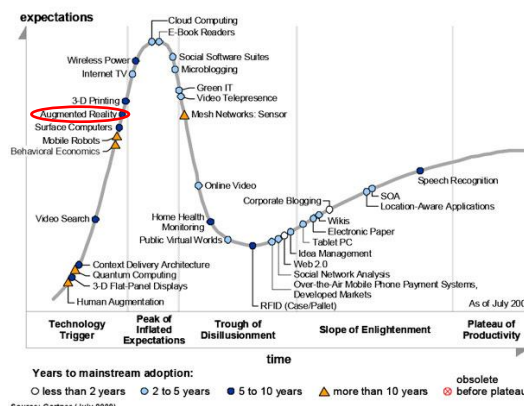 expectations
Cloud Computing
E-Book Readers
Wireless Power
Social Software Suites
Internet TV
Microblogging
Green IT
3-D Printing
Video Telepresence
Augmented Reality
Mesh Networks: Sensor
Surface Computers
Mobile Robots
Behavioral Economics
Online Video
Corporate Blogging
Speech Recognition
SOA
Location-Aware Applications
Video Search
Home Health
Monitoring
Wikis
Electronic Paper
Public Virtual Worlds
Tablet PC
Idea Management
Web 2.0
Context Delivery Architecture
Social Network Analysis
Quantum Computing
3-D Flat-Panel Displays
Over-the-Air Mobile Phone Payment Systems,
Developed Markets
Human Augmentation
RFID (Case/Pallet)
As of July 200
Technology
Trigger
Peak of
Inflated
Expectations
Trough of
Disillusionment
Slope of Enlightenment
Plateau of
Productivity
time
Years to mainstream adoption:
less than 2 years
2 to 5 years
5 to 10 years
more than 10 years
obsolete
before plateau